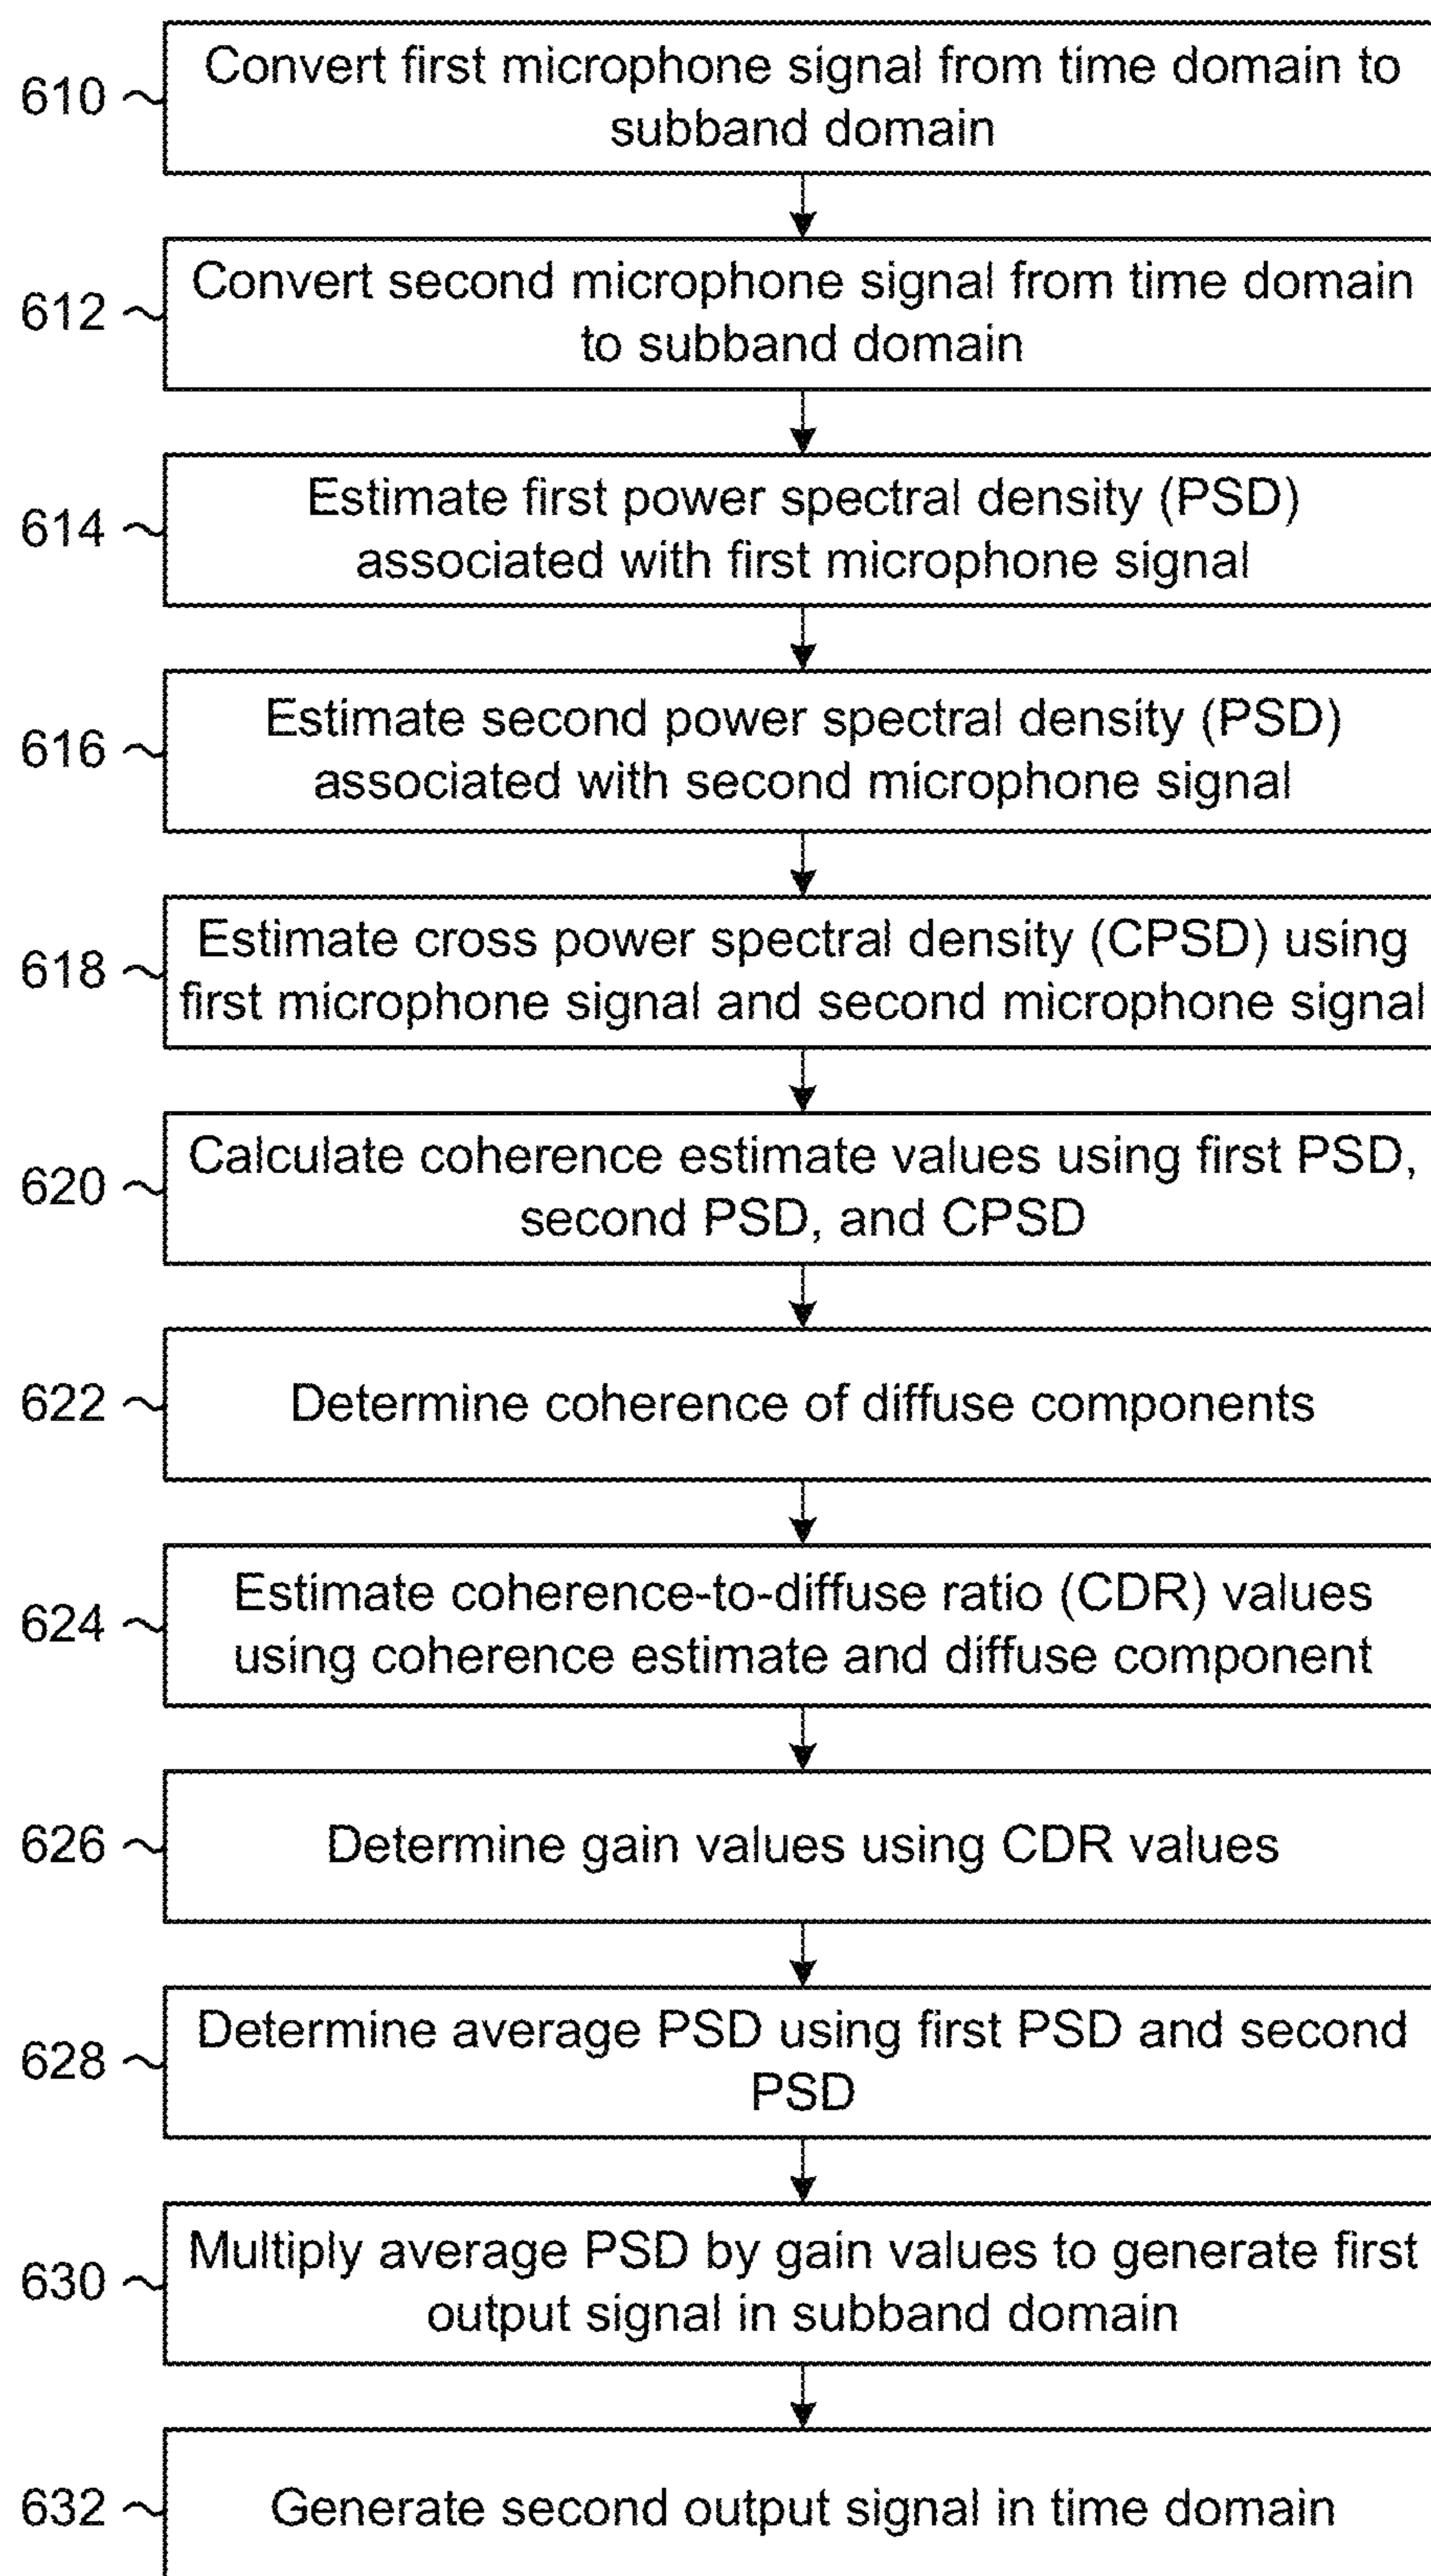 610
Convert first microphone signal from time domain to
subband domain
612
Convert second microphone signal from time domain
to subband domain
614
Estimate first power spectral density (PSD)
associated with first microphone signal
616
Estimate second power spectral density (PSD)
associated with second microphone signal
618
Estimate cross power spectral density (CPSD) using
first microphone signal and second microphone signal
620
Calculate coherence estimate values using first PSD,
second PSD, and CPSD
622
Determine coherence of diffuse components
624
Estimate coherence-to-diffuse ratio (CDR) values
using coherence estimate and diffuse component
626
Determine gain values using CDR values
628
Determine average PSD using first PSD and second
PSD
630
Multiply average PSD by gain values to generate first
output signal in subband domain
632
Generate second output signal in time domain